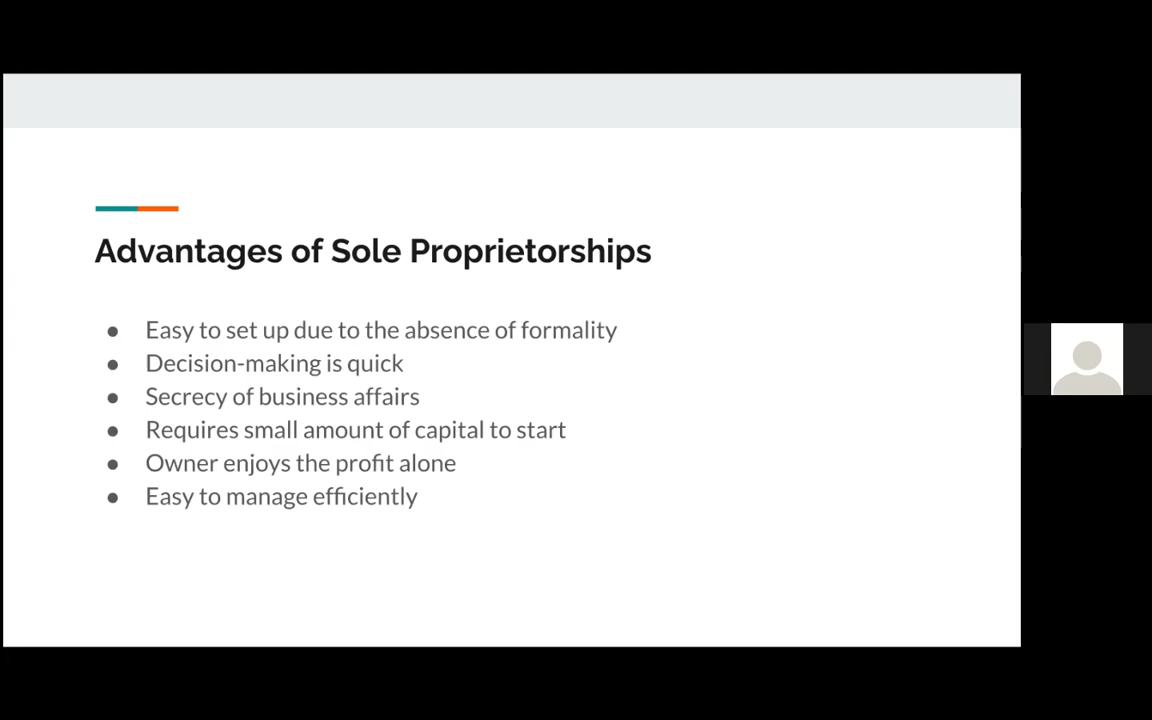 Advantages of Sole Proprietorships
● Easy to set up due to the absence of formality
● Decision-making is quick
● Secrecy of business affairs
● Requires small amount of capital to start
● Owner enjoys the profit alone
● Easy to manage efficiently